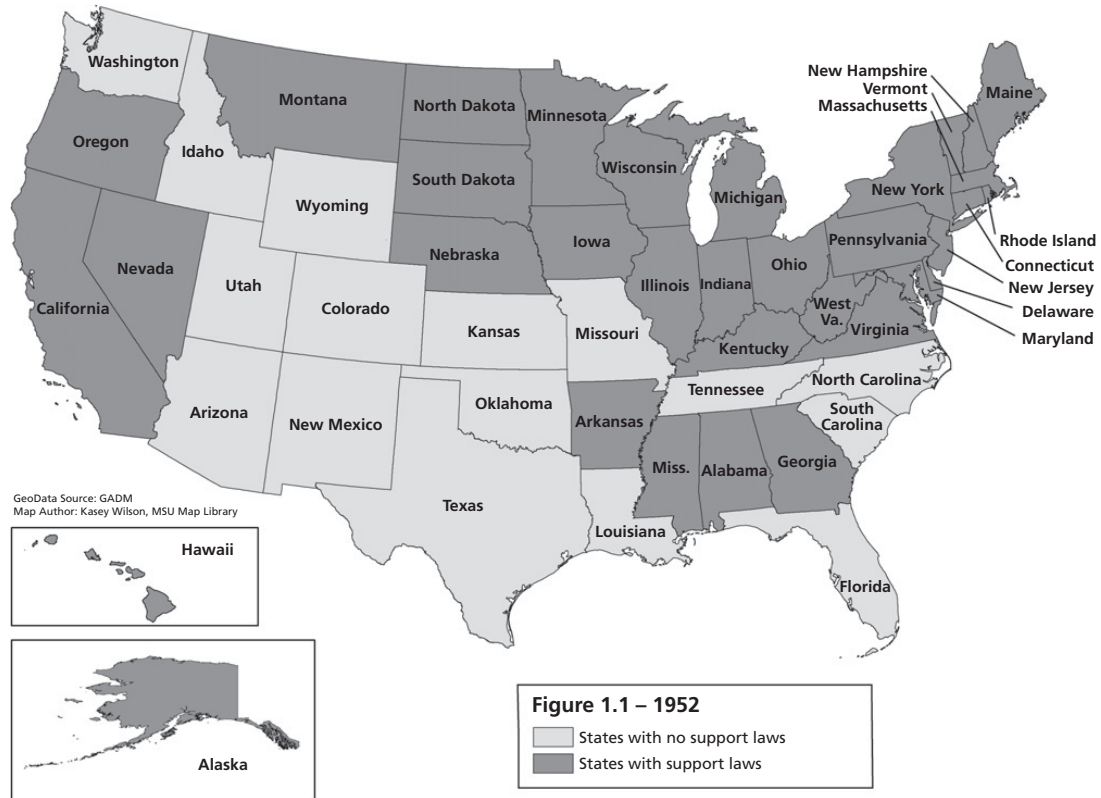 Washington
Montana
North Dakota
Minnesota
New Hampshire
Vermont
Massachusetts
Maine
Oregon
Idaho
South Dakota
Wisconsin
Michigan
New York
Wyoming
Nebraska
Iowa
Pennsylvania
Rhode Island
Connecticut
New Jersey
Delaware
Maryland
Nevada
California
Utah
Colorado
Kansas
Missouri
Illinois
Indiana
Ohio
West
Va.
Virginia
Kentucky
Arizona
New Mexico
Oklahoma
Arkansas
Tennessee
North Carolina
South
Carolina
Texas
Louisiana
Miss.
Alabama
Georgia
Florida
GeoData Source: GADM
Map Author: Kasey Wilson, MSU Map Library
Hawaii
Alaska
Figure 1.1 – 1952
States with no support laws
States with support laws